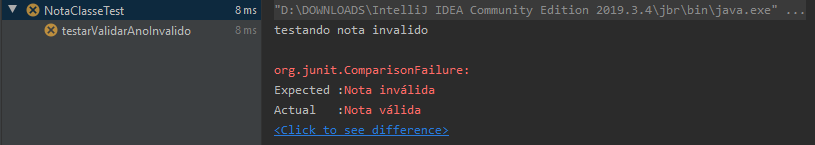 NotaClasseTest 8 ms
testarValidarAnoInvalido 8 ms
"D:\DOWNLOADS\IntelliJ IDEA Community Edition 2019.3.4\jbr\bin\java.exe" ...
testando nota invalido
org.junit.ComparisonFailure:
Expected :Nota inválida
Actual   :Nota válida
<Click to see difference>